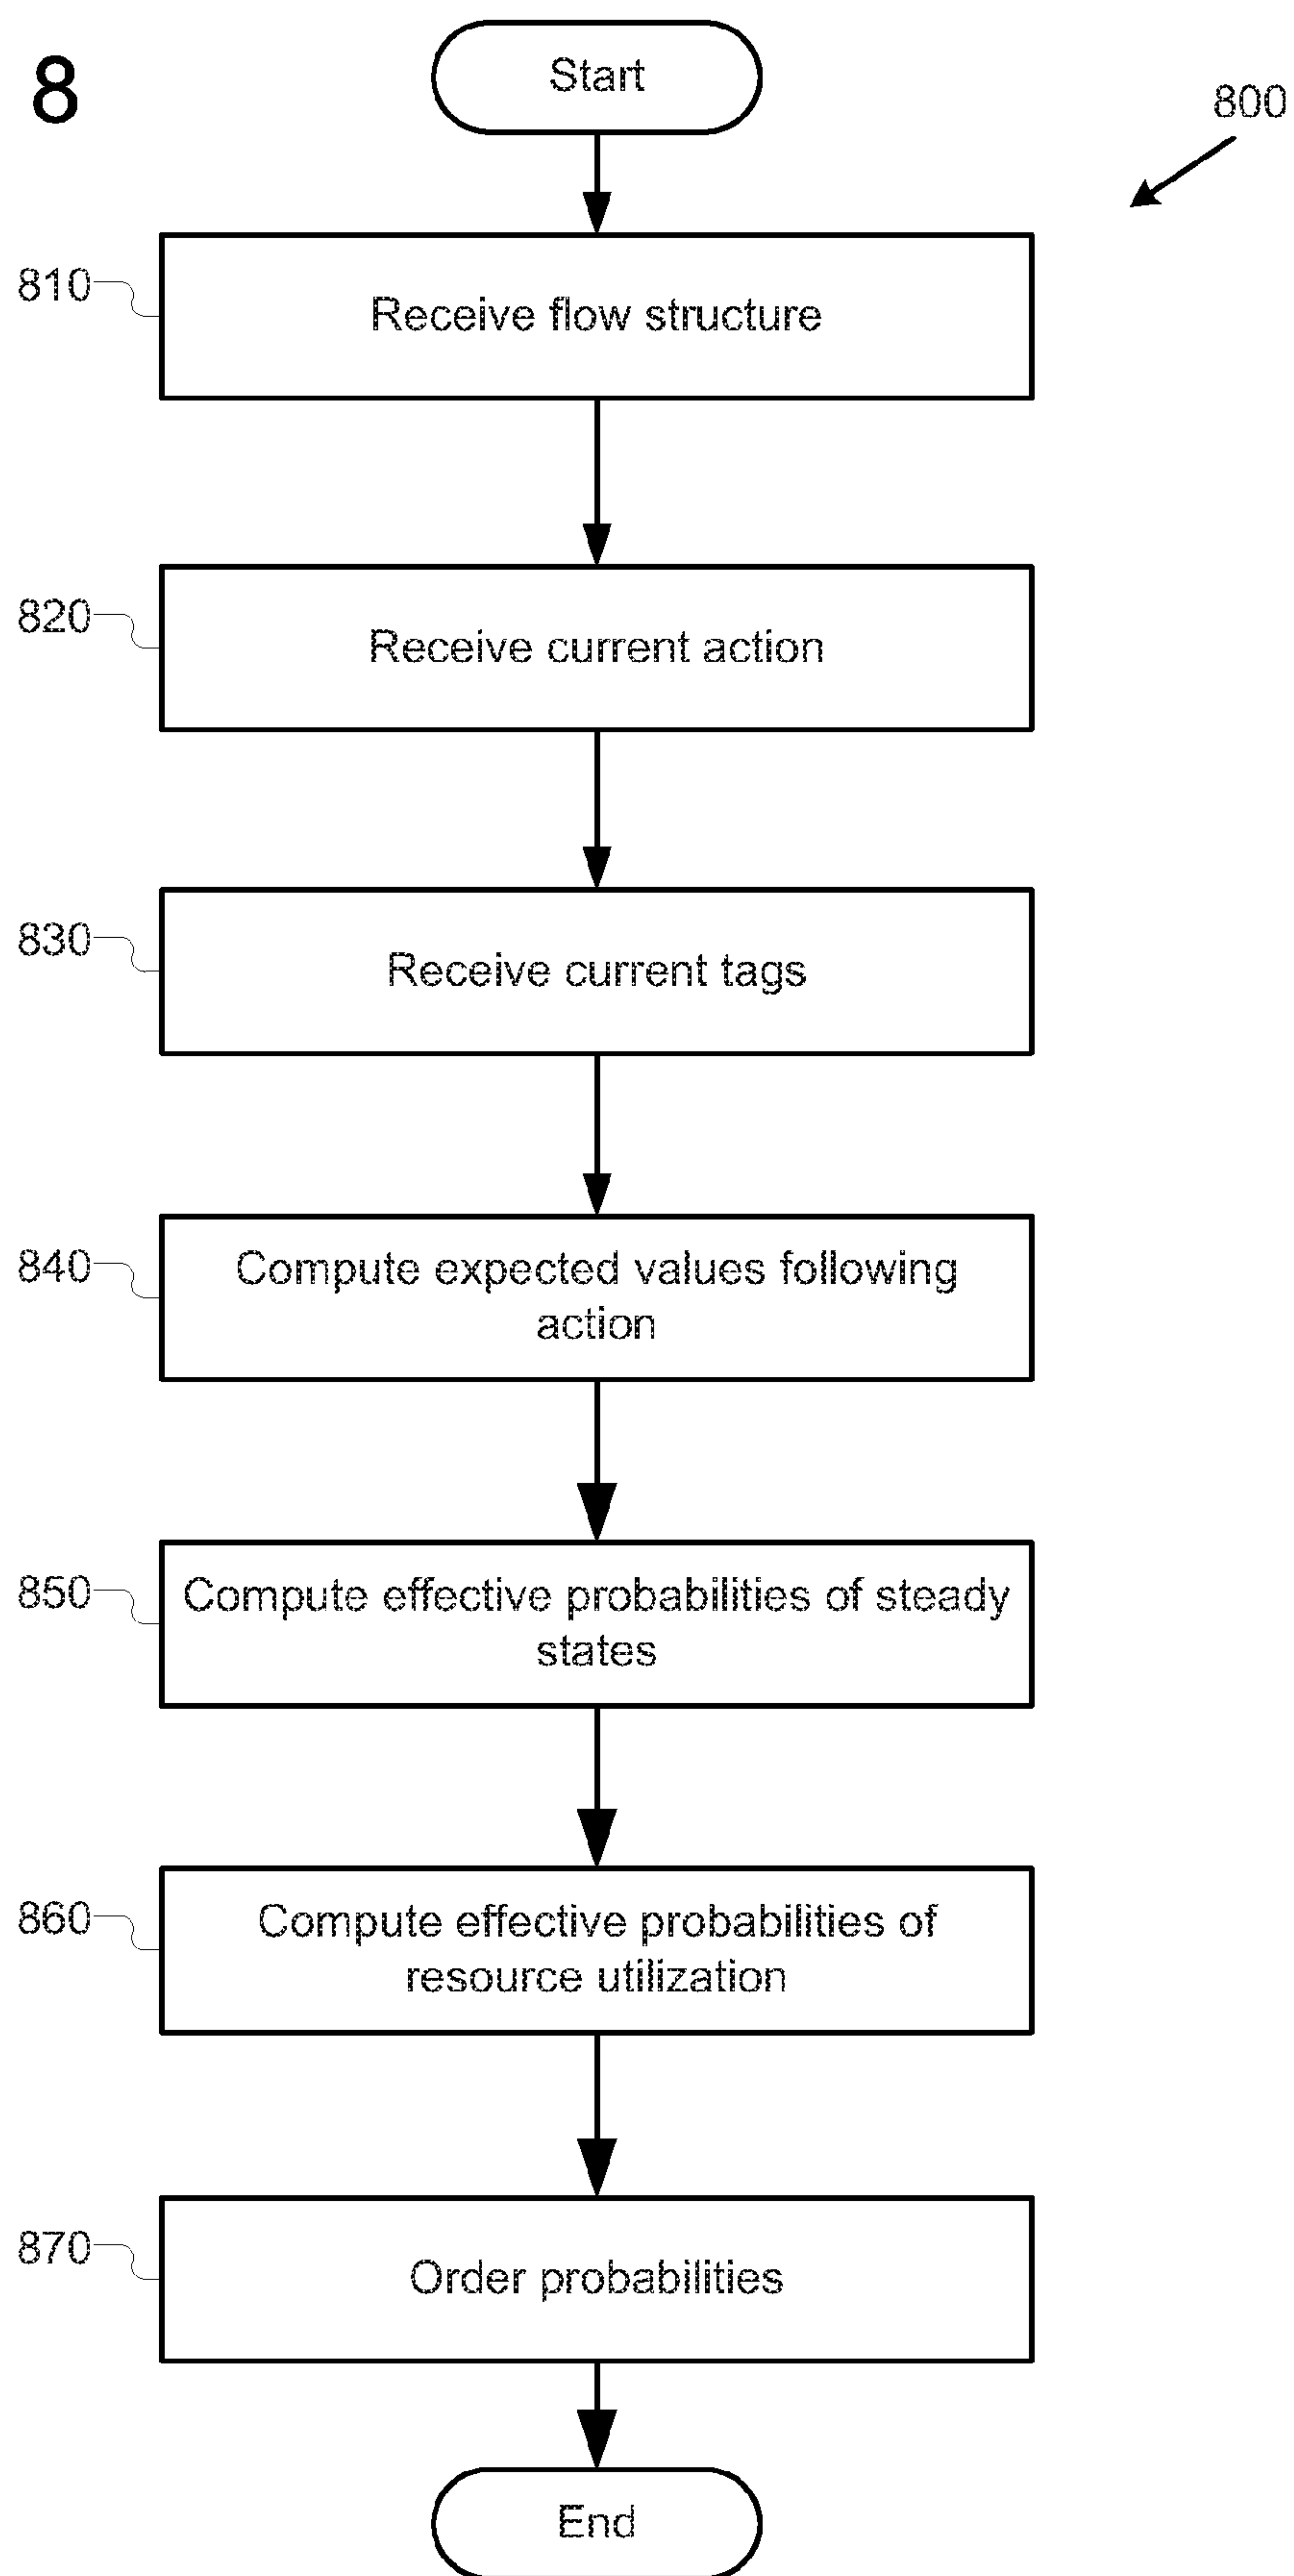 8
Start
800
810
Receive flow structure
820
Receive current action
830
Receive current tags
840
Compute expected values following
action
850
Compute effective probabilities of steady
states
860
Compute effective probabilities of
resource utilization
870
Order probabilities
End